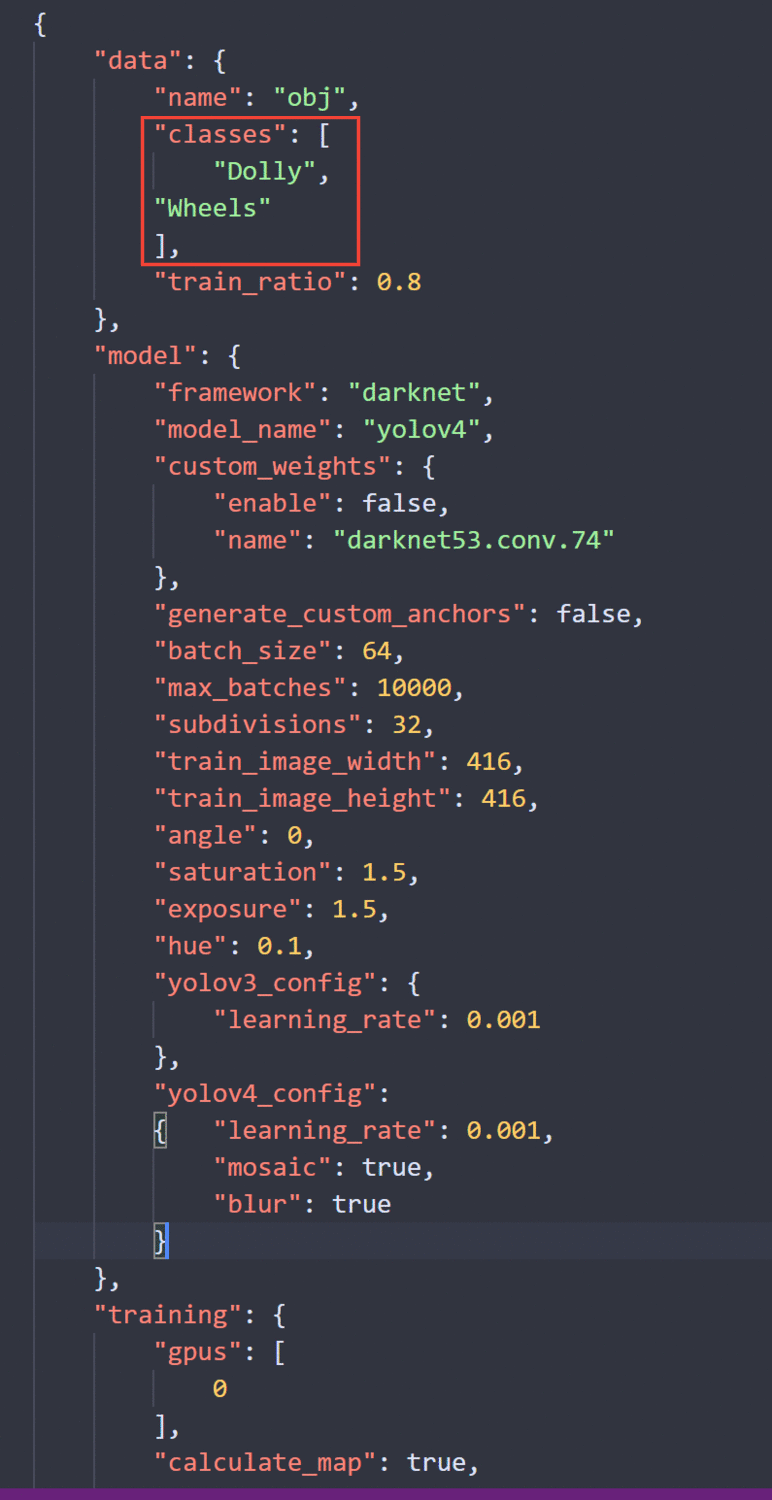 {
    "data": {
        "name": "obj",
        "classes": [
            "Dolly",
        "Wheels"
        ],
        "train_ratio": 0.8
    },
    "model": {
        "framework": "darknet",
        "model_name": "yolov4",
        "custom_weights": {
            "enable": false,
            "name": "darknet53.conv.74"
        },
        "generate_custom_anchors": false,
        "batch_size": 64,
        "max_batches": 10000,
        "subdivisions": 32,
        "train_image_width": 416,
        "train_image_height": 416,
        "angle": 0,
        "saturation": 1.5,
        "exposure": 1.5,
        "hue": 0.1,
        "yolov3_config": {
            "learning_rate": 0.001
        },
        "yolov4_config":
        {   "learning_rate": 0.001,
            "mosaic": true,
            "blur": true
        }
    },
    "training": {
        "gpus": [
            0
        ],
        "calculate_map": true,